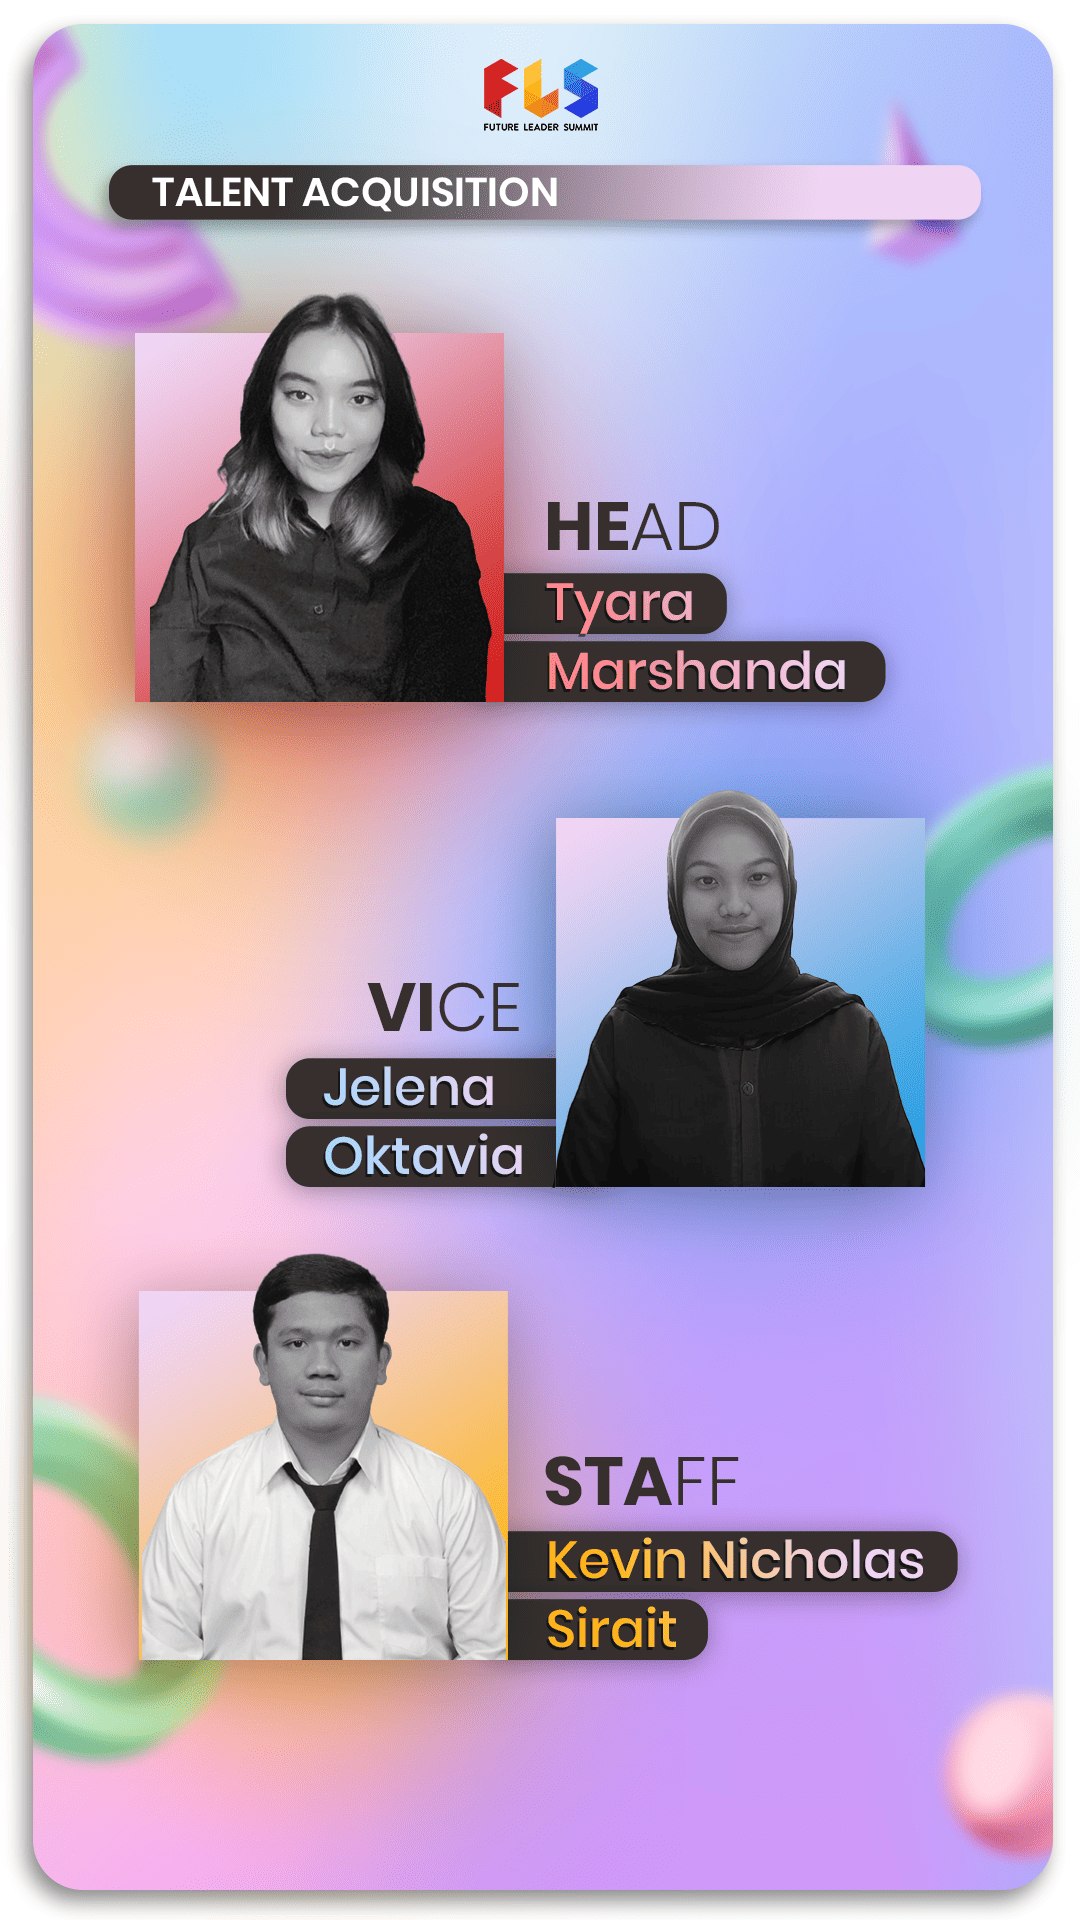 FLS
FUTURE LEADER SUMMIT
TALENT ACQUISITION
HEAD
Tyara
Marshanda
VICE
Jelena
Oktavia
STAFF
Kevin Nicholas
Sirait